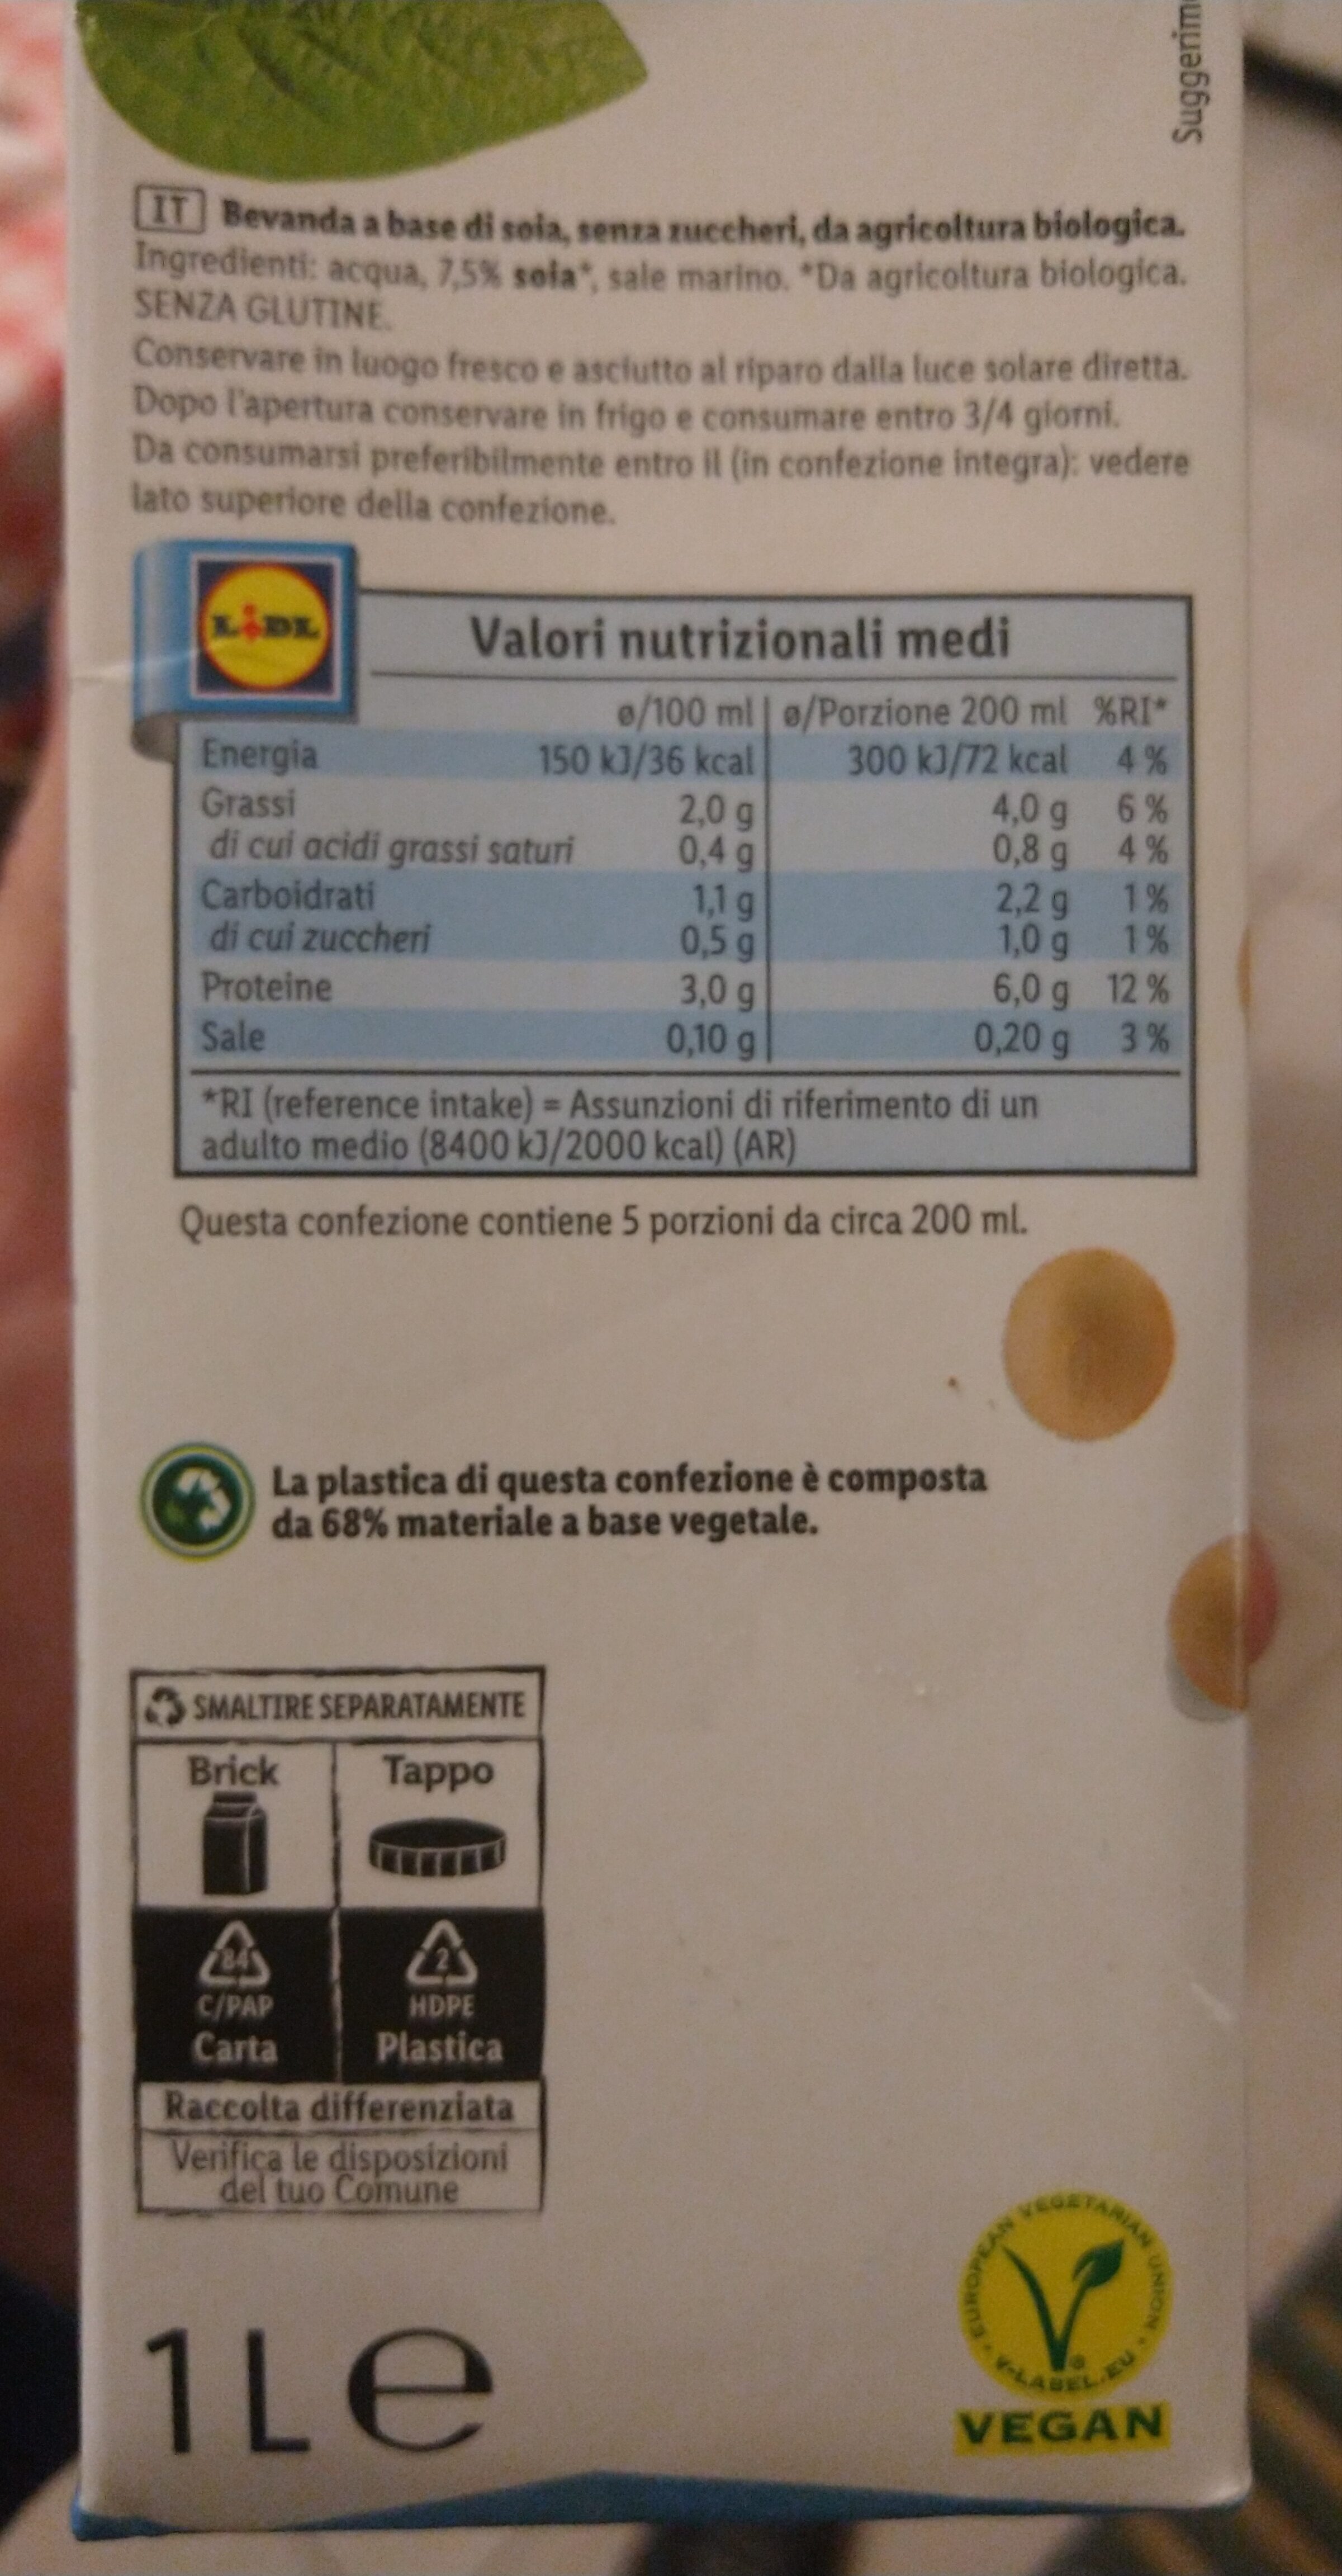 Suggerim
IT Bevanda a base di soia, senza zuccheri, da agricoltura biologica.
Ingredienti: acqua, 7,5% soia*, sale marino. *Da agricoltura biologica.
SENZA GLUTINE.
Conservare in luogo fresco e asciutto al riparo dalla luce solare diretta.
Dopo l'apertura conservare in frigo e consumare entro 3/4 giorni.
Da consumarsi preferibilmente entro il (in confezione integra): vedere
lato superiore della confezione.
LIDL
Valori nutrizionali medi
ø/100 ml ø/Porzione 200 ml %RI*
Energia 150 kJ/36 kcal 300 kJ/72 kcal 4 %
Grassi 2,0 g 4,0 g 6 %
di cui acidi grassi saturi 0,4 g 0,8 g 4 %
Carboidrati 1,1 g 2,2 g 1 %
di cui zuccheri 0,5 g 1,0 g 1 %
Proteine 3,0 g 6,0 g 12 %
Sale 0,10 g 0,20 g 3 %
*RI (reference intake) = Assunzioni di riferimento di un
adulto medio (8400 kJ/2000 kcal) (AR)
Questa confezione contiene 5 porzioni da circa 200 ml.
La plastica di questa confezione è composta
da 68% materiale a base vegetale.
SMALTIRE SEPARATAMENTE
Brick Tappo
84 2
C/PAP HDPE
Carta Plastica
Raccolta differenziata
Verifica le disposizioni
del tuo Comune
1 L e
EUROPEAN VEGETARIAN UNION
V-LABEL.EU
VEGAN